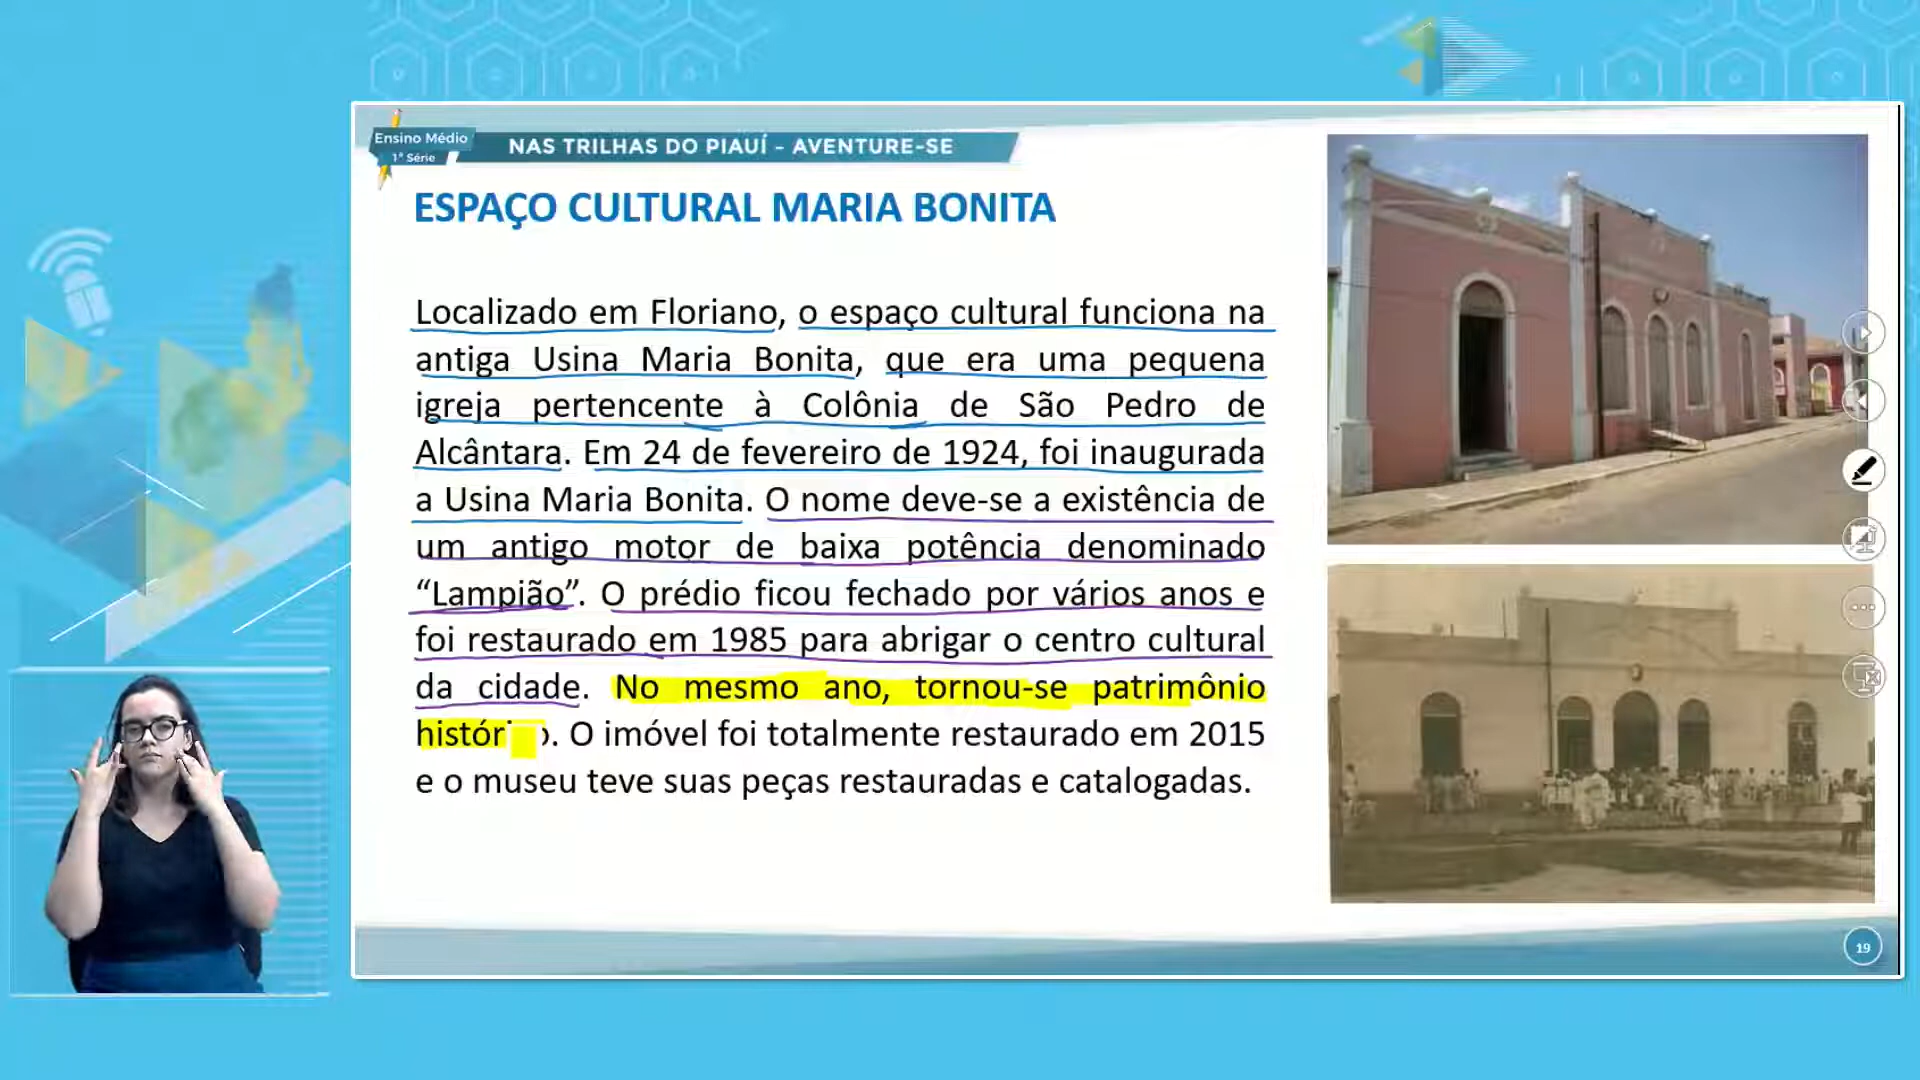 Ensino Médio
1ª Série
NAS TRILHAS DO PIAUÍ - AVENTURE-SE
ESPAÇO CULTURAL MARIA BONITA
Localizado em Floriano, o espaço cultural funciona na
antiga Usina Maria Bonita, que era uma pequena
igreja pertencente à Colônia de São Pedro de
Alcântara. Em 24 de fevereiro de 1924, foi inaugurada
a Usina Maria Bonita. O nome deve-se a existência de
um antigo motor de baixa potência denominado
“Lampião”. O prédio ficou fechado por vários anos e
foi restaurado em 1985 para abrigar o centro cultural
da cidade. No mesmo ano, tornou-se patrimônio
O imóvel foi totalmente restaurado em 2015
e o museu teve suas peças restauradas e catalogadas.
19